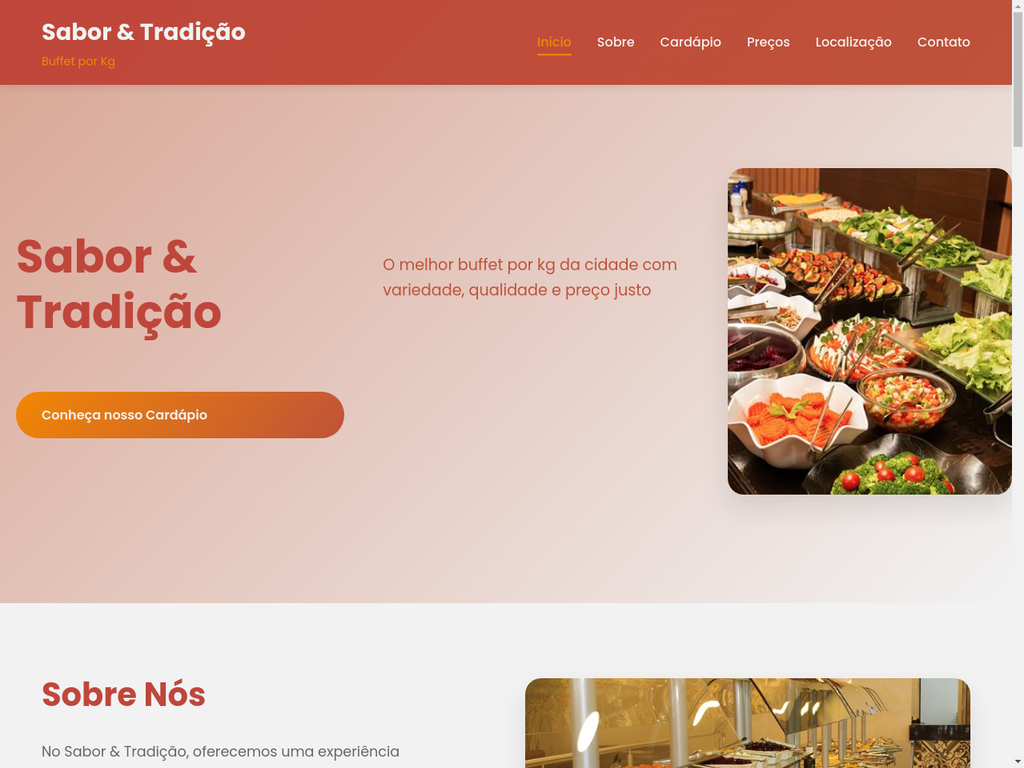 Sabor & Tradição
Buffet por Kg
Início
Sobre
Cardápio
Preços
Localização
Contato
Sabor &
Tradição
O melhor buffet por kg da cidade com
variedade, qualidade e preço justo
Conheça nosso Cardápio
Sobre Nós
No Sabor & Tradição, oferecemos uma experiência